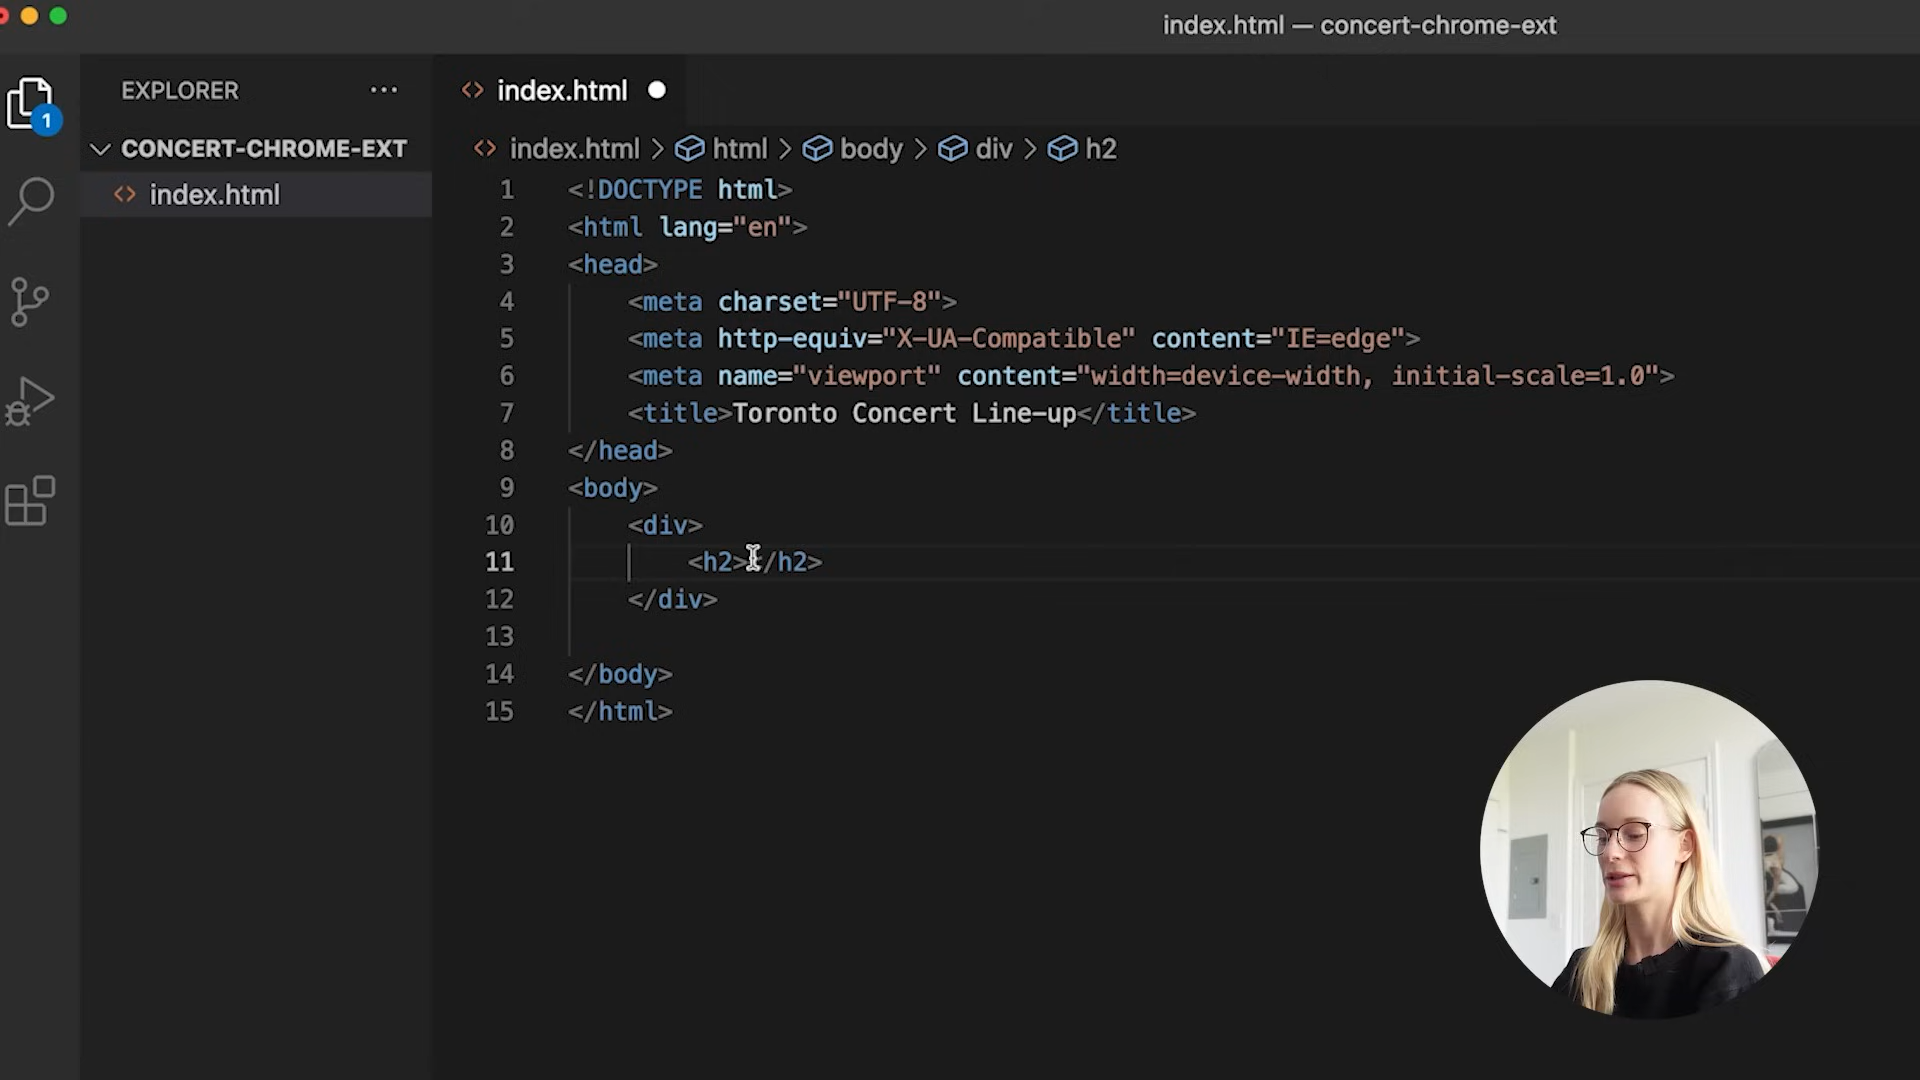 index.html — concert-chrome-ext
EXPLORER ···
index.html
1
CONCERT-CHROME-EXT
index.html > html > body > div > h2
index.html
1 <!DOCTYPE html>
2 <html lang="en">
3 <head>
4 <meta charset="UTF-8">
5 <meta http-equiv="X-UA-Compatible" content="IE=edge">
6 <meta name="viewport" content="width=device-width, initial-scale=1.0">
7 <title>Toronto Concert Line-up</title>
8 </head>
9 <body>
10 <div>
11 <h2></h2>
12 </div>
13
14 </body>
15 </html>